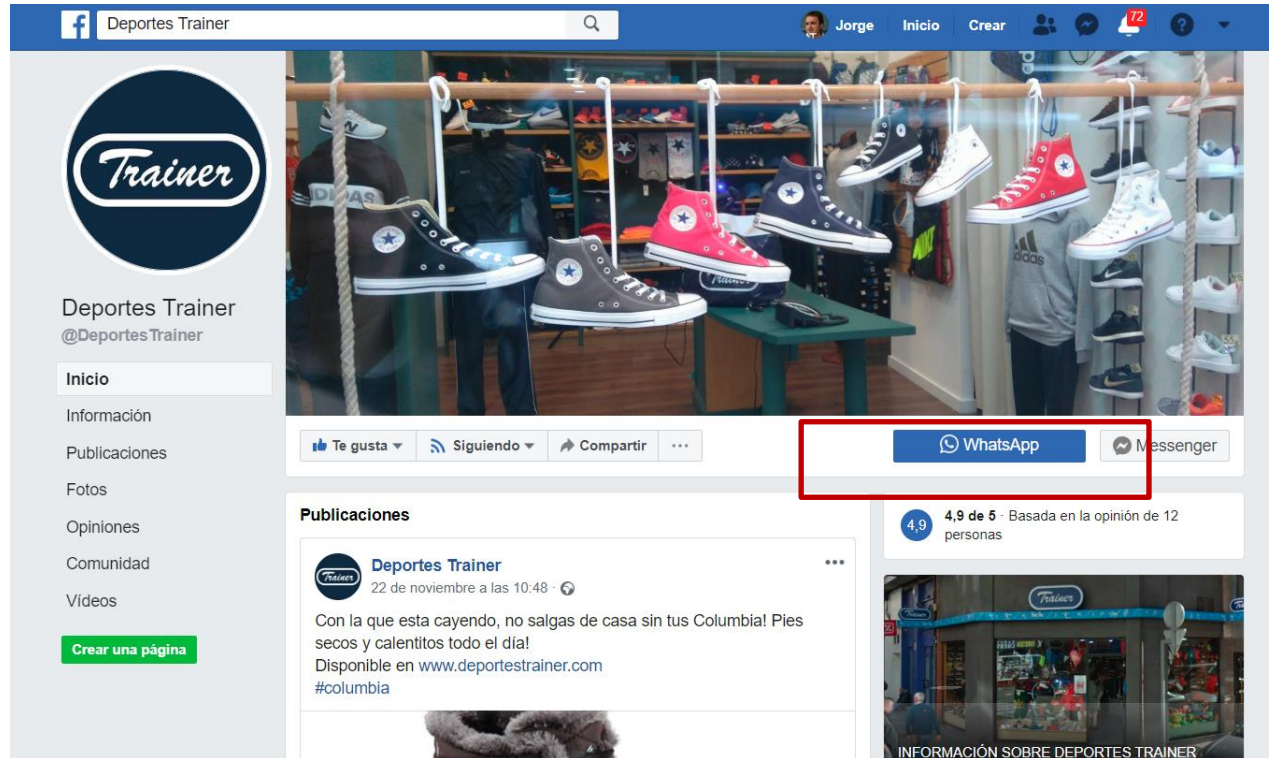 Deportes Trainer
Jorge Inicio Crear 72
Trainer
Deportes Trainer
@DeportesTrainer
Inicio
Información
Publicaciones
Fotos
Opiniones
Comunidad
Vídeos
Crear una página
adidas
Te gusta Siguiendo Compartir ... WhatsApp Messenger
Publicaciones
Trainer
Deportes Trainer
22 de noviembre a las 10:48 ·
Con la que esta cayendo, no salgas de casa sin tus Columbia! Pies
secos y calentitos todo el día!
Disponible en www.deportestrainer.com
#columbia
4,9
4,9 de 5 · Basada en la opinión de 12
personas
Trainer
INFORMACIÓN SOBRE DEPORTES TRAINER